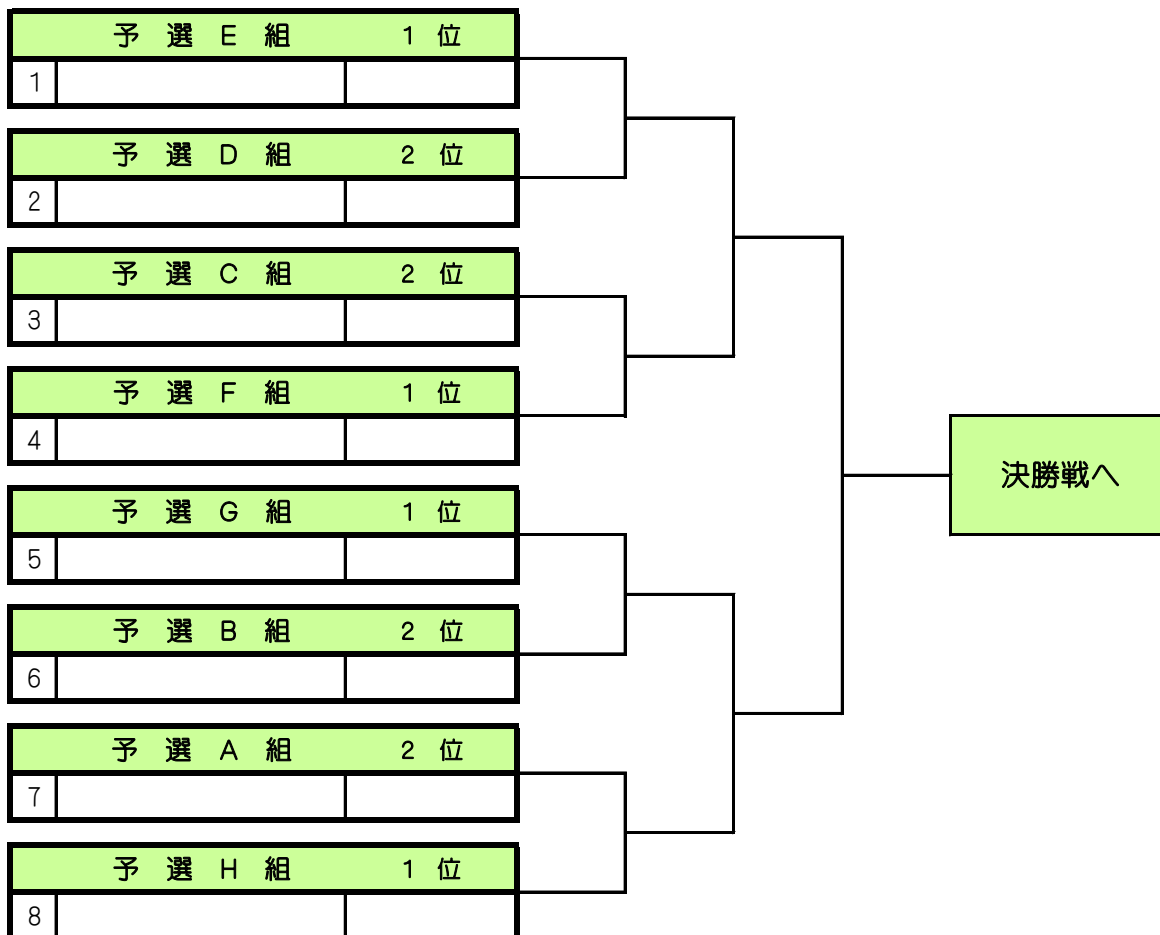 予 選 E 組 1 位
1
予 選 D 組 2 位
2
予 選 C 組 2 位
3
予 選 F 組 1 位
4
決勝戦へ
予 選 G 組 1 位
5
予 選 B 組 2 位
6
予 選 A 組 2 位
7
予 選 H 組 1 位
8